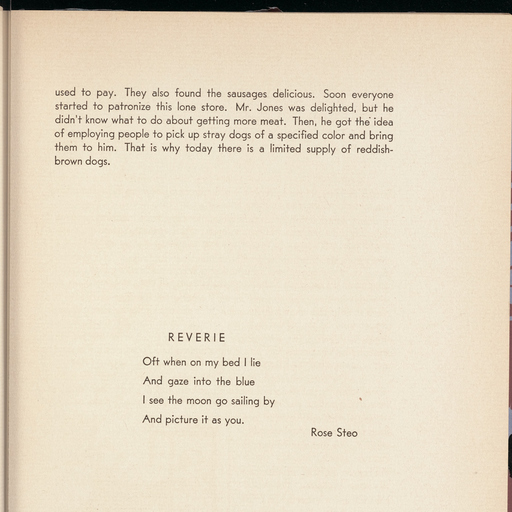 used to pay. They also found the sausages delicious. Soon everyone
started to patronize this lone store. Mr. Jones was delighted, but he
didn't know what to do about getting more meat. Then, he got the idea
of employing people to pick up stray dogs of a specified color and bring
them to him. That is why today there is a limited supply of reddish-
brown dogs.
REVERIE
Oft when on my bed I lie
And gaze into the blue
I see the moon go sailing by
And picture it as you.
Rose Steo